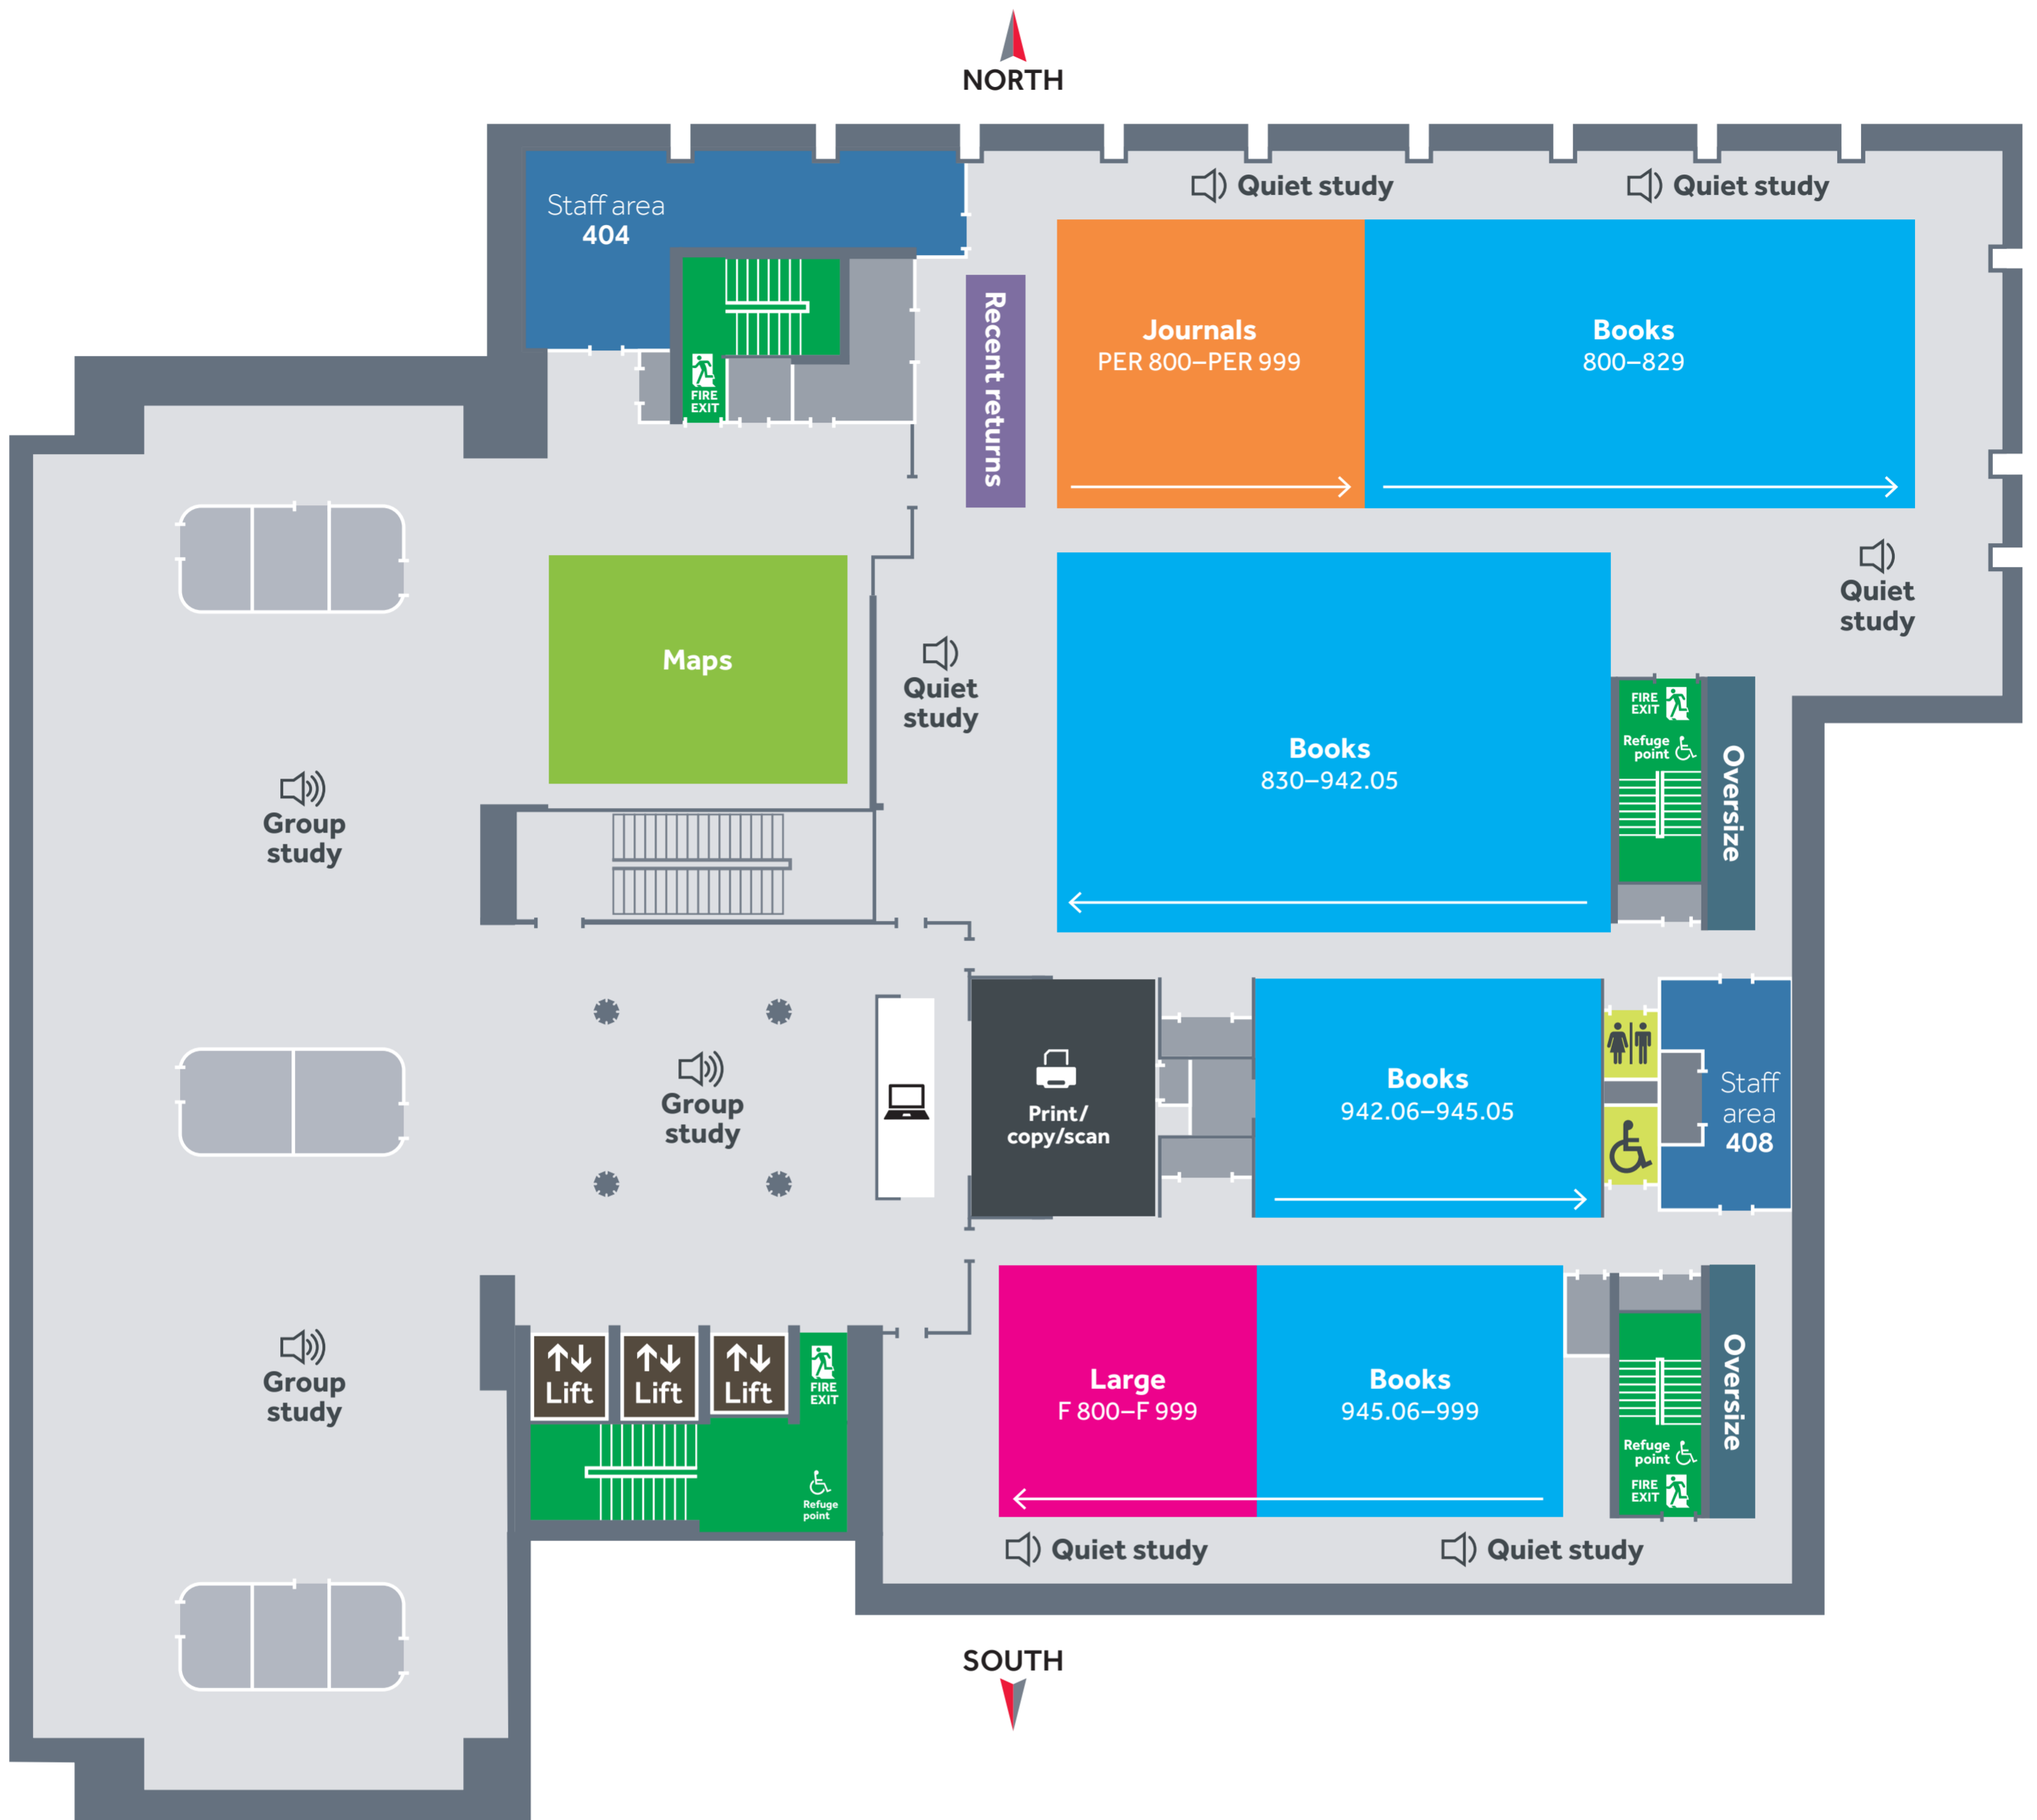 NORTH
Staff area
404
FIRE
EXIT
Recent returns
Quiet study
Quiet study
Journals
PER 800–PER 999
Books
800–829
Quiet
study
Maps
Quiet
study
Books
830–942.05
FIRE
EXIT
Refuge
point
Oversize
Group
study
Group
study
Print/
copy/scan
Books
942.06–945.05
Staff
area
408
Group
study
Lift
Lift
Lift
FIRE
EXIT
Refuge
point
Large
F 800–F 999
Books
945.06–999
Refuge
point
FIRE
EXIT
Oversize
Quiet study
Quiet study
SOUTH